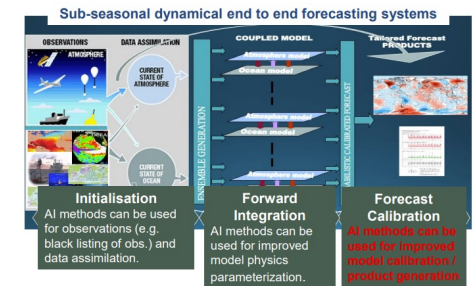 Sub-seasonal dynamical end to end forecasting systems
OBSERVATIONS
DATA ASSIMILATION
COUPLED MODEL
Tailored Forecast
PRODUCTS
ATMOSPHERE
CURRENT
STATE OF
ATMOSPHERE
CURRENT
STATE OF
OCEAN
ENSEMBLE GENERATION
Atmosphere model
Ocean model
Atmosphere model
Ocean model
Atmosphere model
Ocean model
CALIBRATED FORECAST
Initialisation
AI methods can be used
for observations (e.g.
black listing of obs.) and
data assimilation.
Forward
Integration
AI methods can be
used for improved
model physics
parameterization.
Forecast
Calibration
AI methods can be
used for improved
model calibration /
product generation